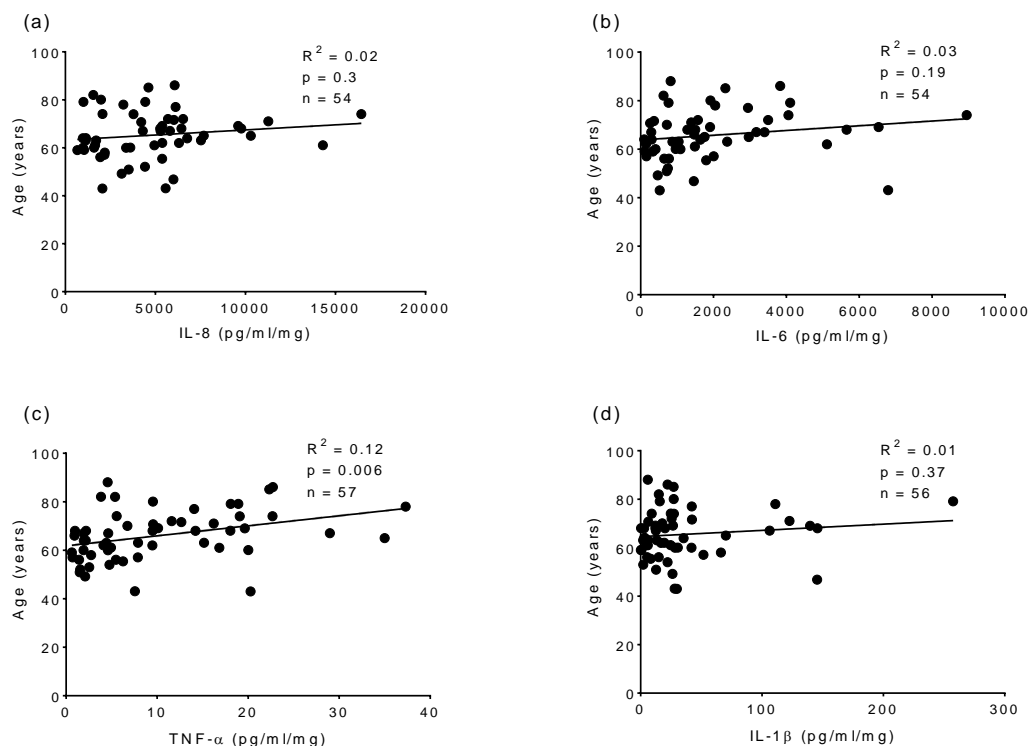 (a)
R² = 0.02
p = 0.3
n = 54
100
80
60
40
20
0
Age (years)
0 5000 10000 15000 20000
IL-8 (pg/ml/mg)
(b)
R² = 0.03
p = 0.19
n = 54
100
80
60
40
20
0
Age (years)
0 2000 4000 6000 8000 10000
IL-6 (pg/ml/mg)
(c)
R² = 0.12
p = 0.006
n = 57
100
80
60
40
20
0
Age (years)
0 10 20 30 40
TNF-α (pg/ml/mg)
(d)
R² = 0.01
p = 0.37
n = 56
100
80
60
40
20
0
Age (years)
0 100 200 300
IL-1β (pg/ml/mg)